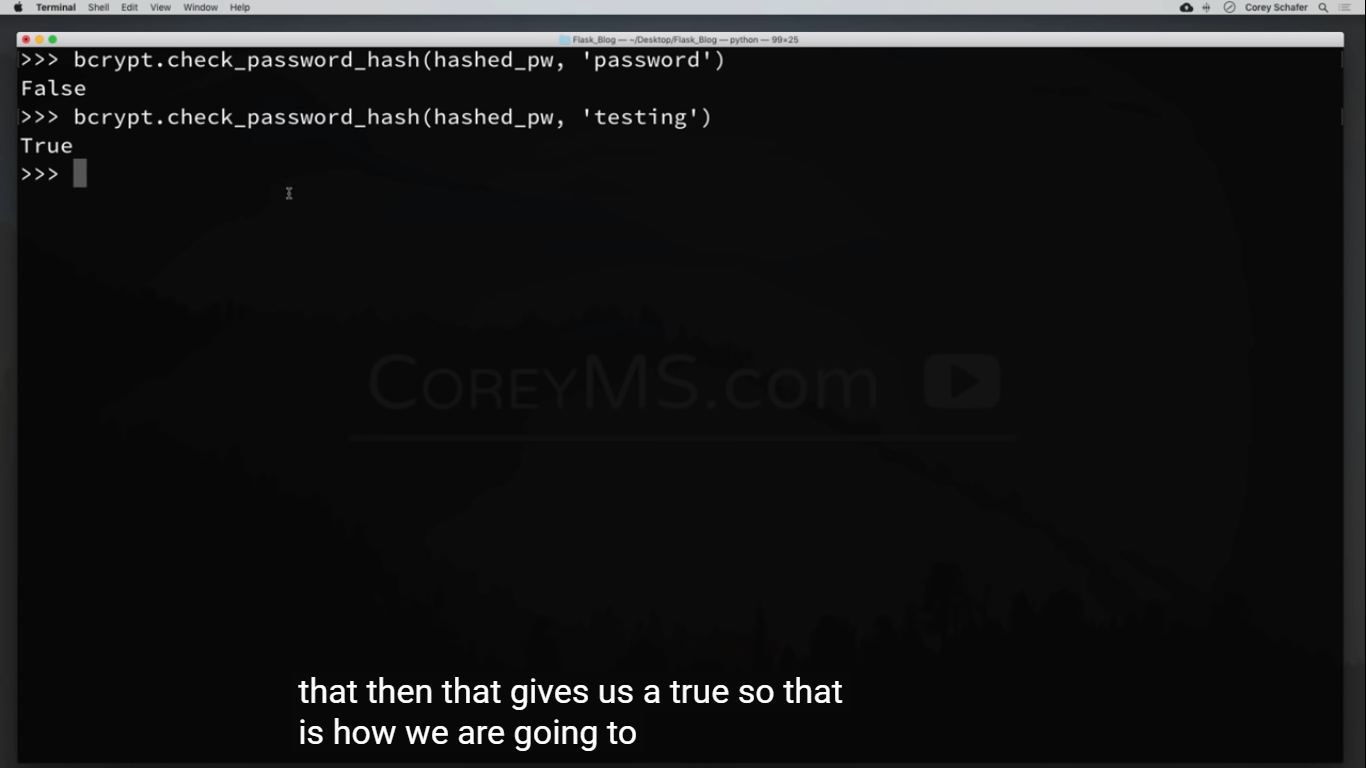 Terminal Shell Edit View Window Help Corey Schafer
Flask_Blog — ~/Desktop/Flask_Blog — python — 99×25
>>> bcrypt.check_password_hash(hashed_pw, 'password')
False
>>> bcrypt.check_password_hash(hashed_pw, 'testing')
True
>>>
COREYMS.com
that then that gives us a true so that
is how we are going to